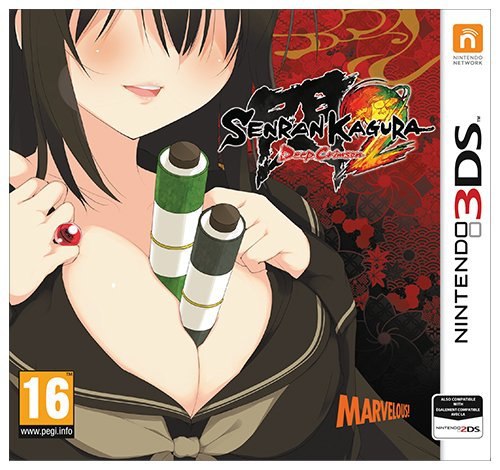 NINTENDO
NETWORK
SENRAN KAGURA
2
Deep Crimson
NINTENDO 3DS
16
www.pegi.info
MARVELOUS!
ALSO COMPATIBLE
WITH
ÉGALEMENT COMPATIBLE
AVEC LA
NINTENDO 2DS